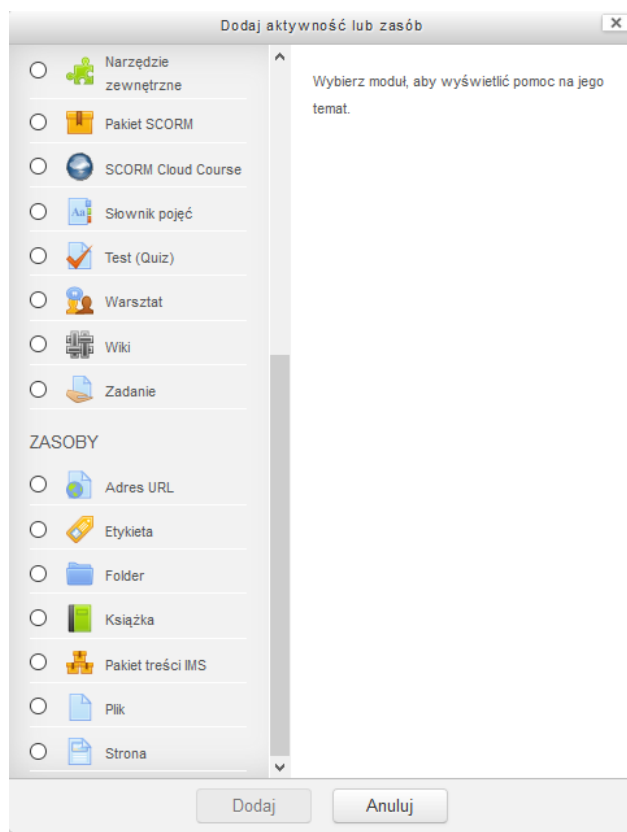 Dodaj aktywność lub zasób
Narzędzie
zewnętrzne
Pakiet SCORM
SCORM Cloud Course
Aa
Słownik pojęć
Test (Quiz)
Warsztat
Wiki
Zadanie
ZASOBY
Adres URL
Etykieta
Folder
Książka
Pakiet treści IMS
Plik
Strona
Wybierz moduł, aby wyświetlić pomoc na jego
temat.
Dodaj
Anuluj